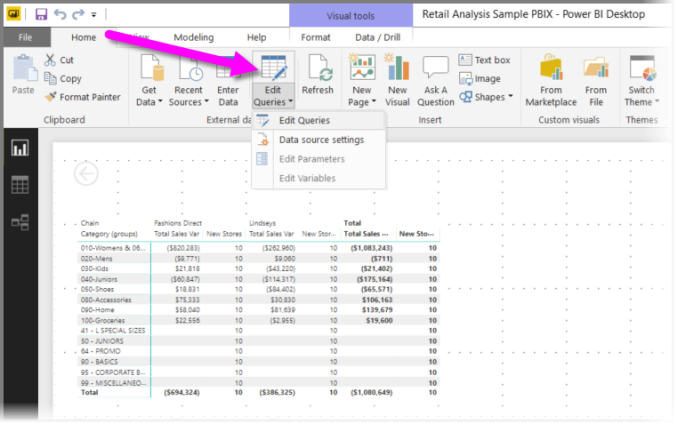 Visual tools
Retail Analysis Sample PBIX - Power BI Desktop
File Home View Modeling Help Format Data / Drill
Paste
Cut
Copy
Format Painter
Clipboard
Get Data
Recent Sources
Enter Data
Edit Queries
Refresh
External da
New Page
New Visual
Ask A Question
Text box
Image
Shapes
Insert
From Marketplace
From File
Custom visuals
Switch Theme
Themes
Edit Queries
Data source settings
Edit Parameters
Edit Variables
Chain Fashions Direct Lindseys Total
Category (groups) Total Sales Var New Stores Total Sales Var New Stor... Total Sales ... New Sto...
010-Womens & 06... ($820,283) 10 ($262,960) 10 ($1,083,243) 10
020-Mens ($9,771) 10 $9,060 10 ($711) 10
030-Kids $21,818 10 ($43,220) 10 ($21,402) 10
040-Juniors ($60,847) 10 ($114,317) 10 ($175,164) 10
050-Shoes $18,831 10 ($84,402) 10 ($65,571) 10
080-Accessories $75,333 10 $30,830 10 $106,163 10
090-Home $58,040 10 $81,639 10 $139,679 10
100-Groceries $22,556 10 ($2,955) 10 $19,600 10
41 - L SPECIAL SIZES 10 10 10
50 - JUNIORS 10 10 10
64 - PROMO 10 10 10
90 - BASICS 10 10 10
95 - CORPORATE B... 10 10 10
99 - MISCELLANEO... 10 10 10
Total ($694,324) 10 ($386,325) 10 ($1,080,649) 10